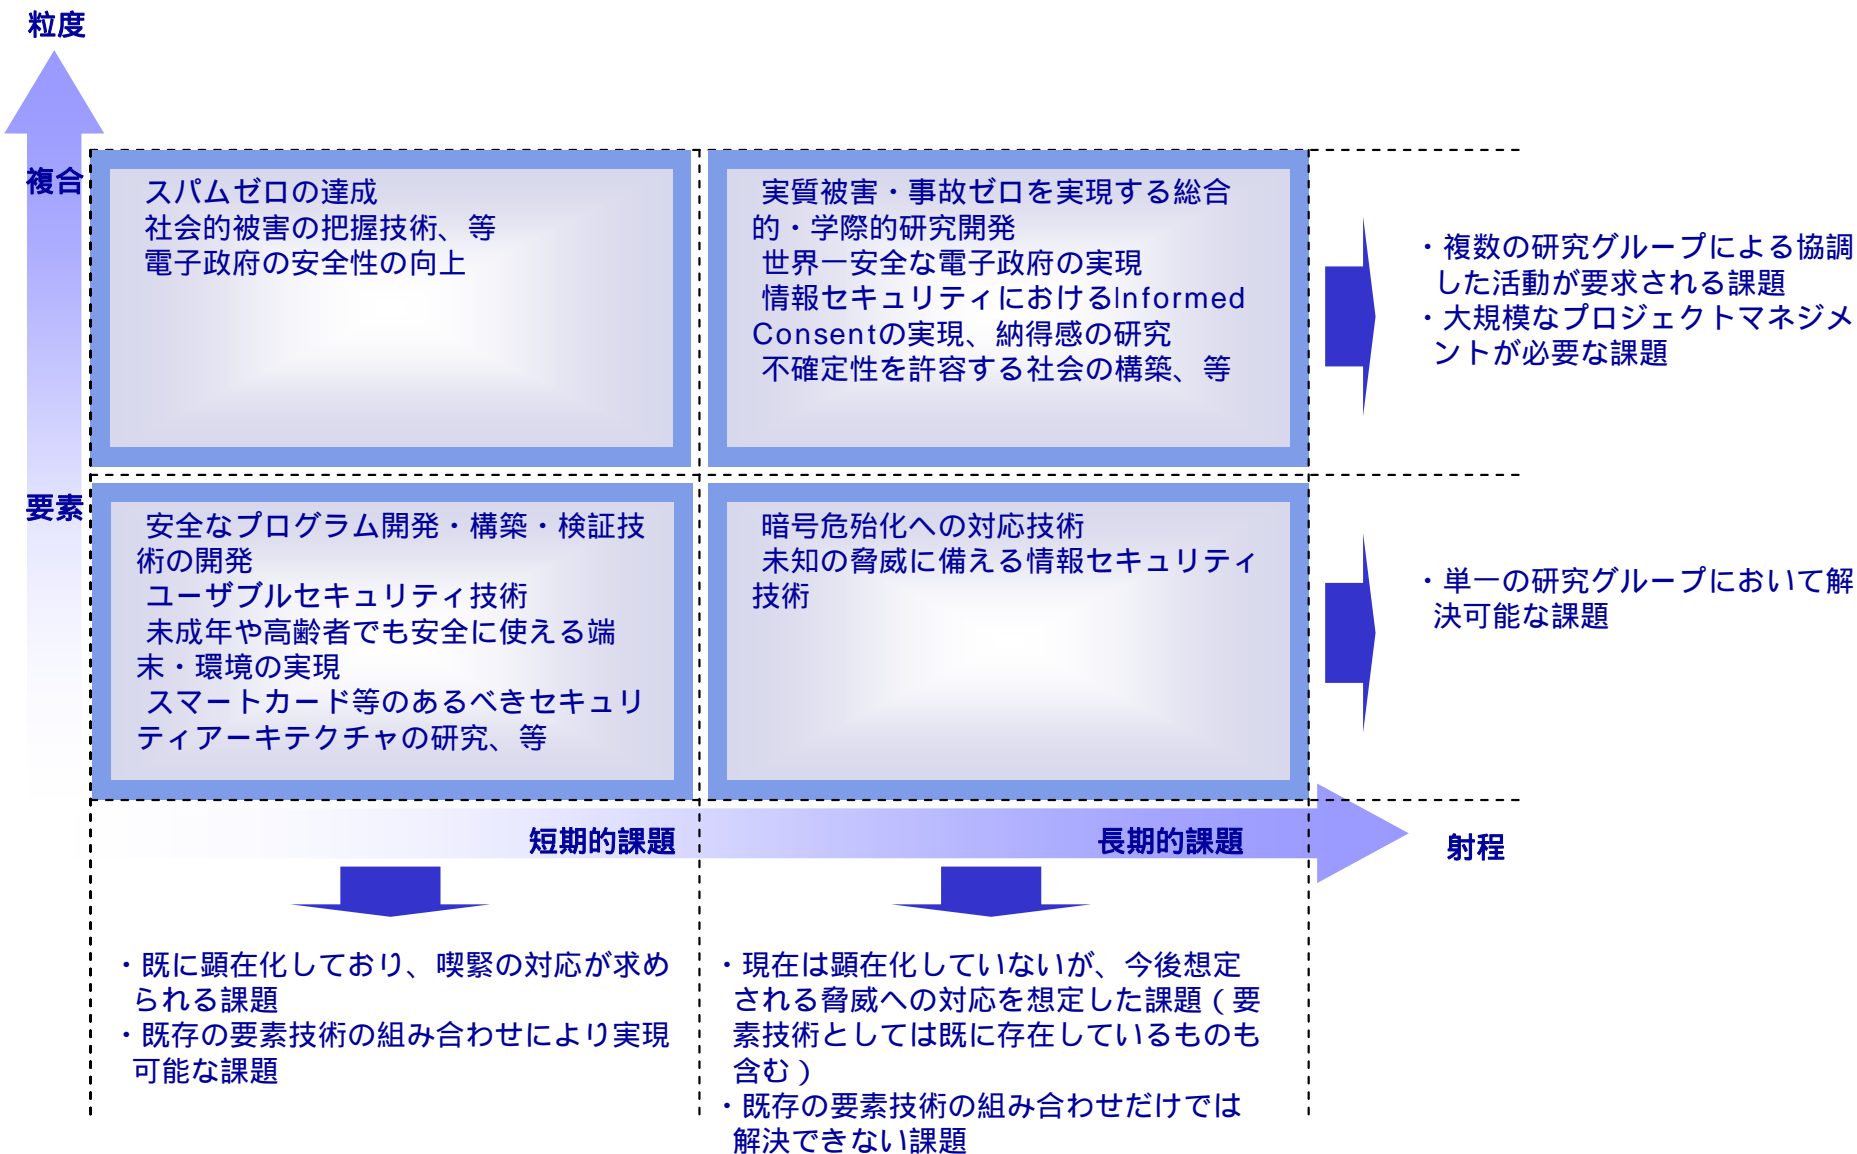 粒度
複合
スパムゼロの達成
社会的被害の把握技術、等
電子政府の安全性の向上
実質被害・事故ゼロを実現する総合
的・学際的研究開発
世界一安全な電子政府の実現
情報セキュリティにおけるInformed
Consentの実現、納得感の研究
不確定性を許容する社会の構築、等
・複数の研究グループによる協調
した活動が要求される課題
・大規模なプロジェクトマネジメ
ントが必要な課題
要素
安全なプログラム開発・構築・検証技
術の開発
ユーザブルセキュリティ技術
未成年や高齢者でも安全に使える端
末・環境の実現
スマートカード等のあるべきセキュリ
ティアーキテクチャの研究、等
暗号危殆化への対応技術
未知の脅威に備える情報セキュリティ
技術
・単一の研究グループにおいて解
決可能な課題
短期的課題
長期的課題
射程
・既に顕在化しており、喫緊の対応が求め
られる課題
・既存の要素技術の組み合わせにより実現
可能な課題
・現在は顕在化していないが、今後想定
される脅威への対応を想定した課題（要
素技術としては既に存在しているものも
含む）
・既存の要素技術の組み合わせだけでは
解決できない課題